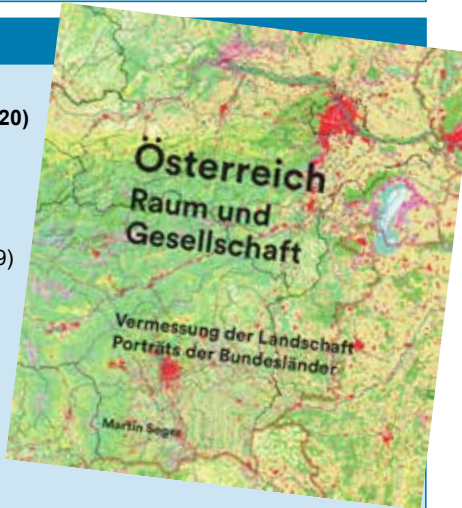 20)
9)
Österreich
Raum und
Gesellschaft
Vermessung der Landschaft
Porträts der Bundesländer
Martin Seger